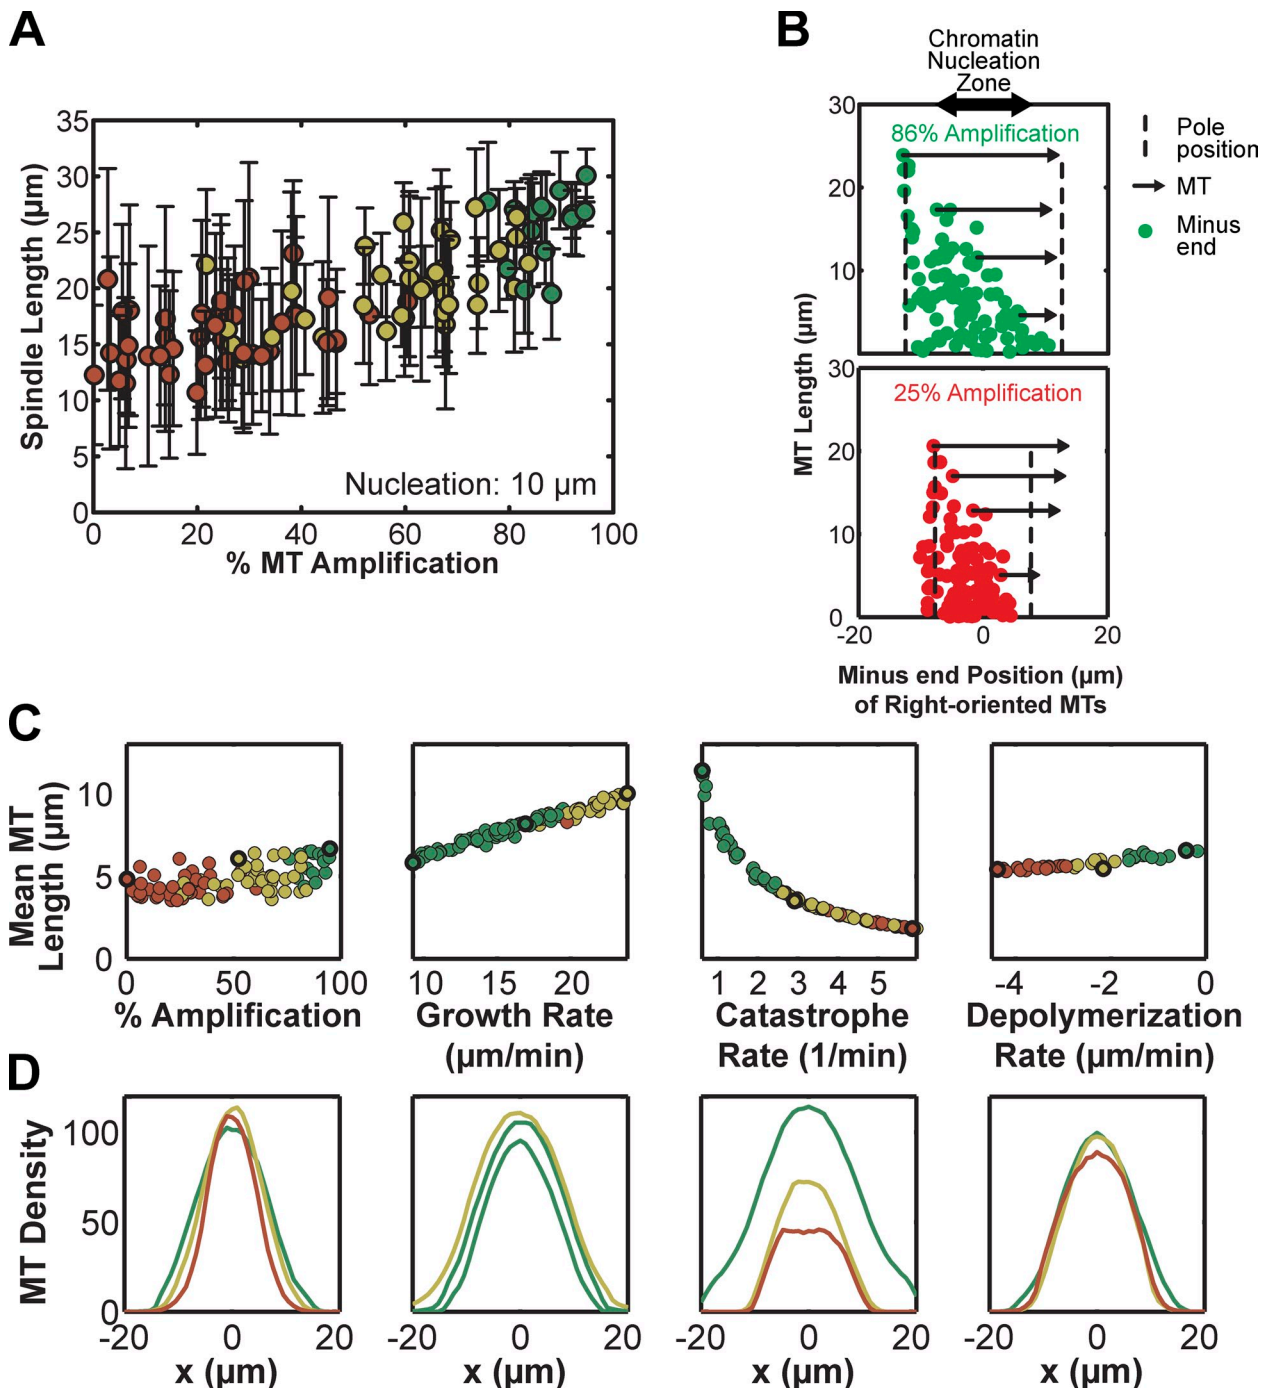 A
Spindle Length (µm)
35
30
25
20
15
10
5
0
Nucleation: 10 µm
0 20 40 60 80 100
% MT Amplification
B
Chromatin
Nucleation
Zone
30
20
10
86% Amplification
Pole
position
MT
Minus
end
MT Length (µm)
30
20
10
0
25% Amplification
-20 0 20
Minus end Position (µm)
of Right-oriented MTs
C
Mean MT
Length (µm)
10
5
0
0 50 100
% Amplification
10 15 20
Growth Rate
(µm/min)
1 2 3 4 5
Catastrophe
Rate (1/min)
-4 -2 0
Depolymerization
Rate (µm/min)
D
MT Density
100
50
0
-20 0 20
x (µm)
-20 0 20
x (µm)
-20 0 20
x (µm)
-20 0 20
x (µm)